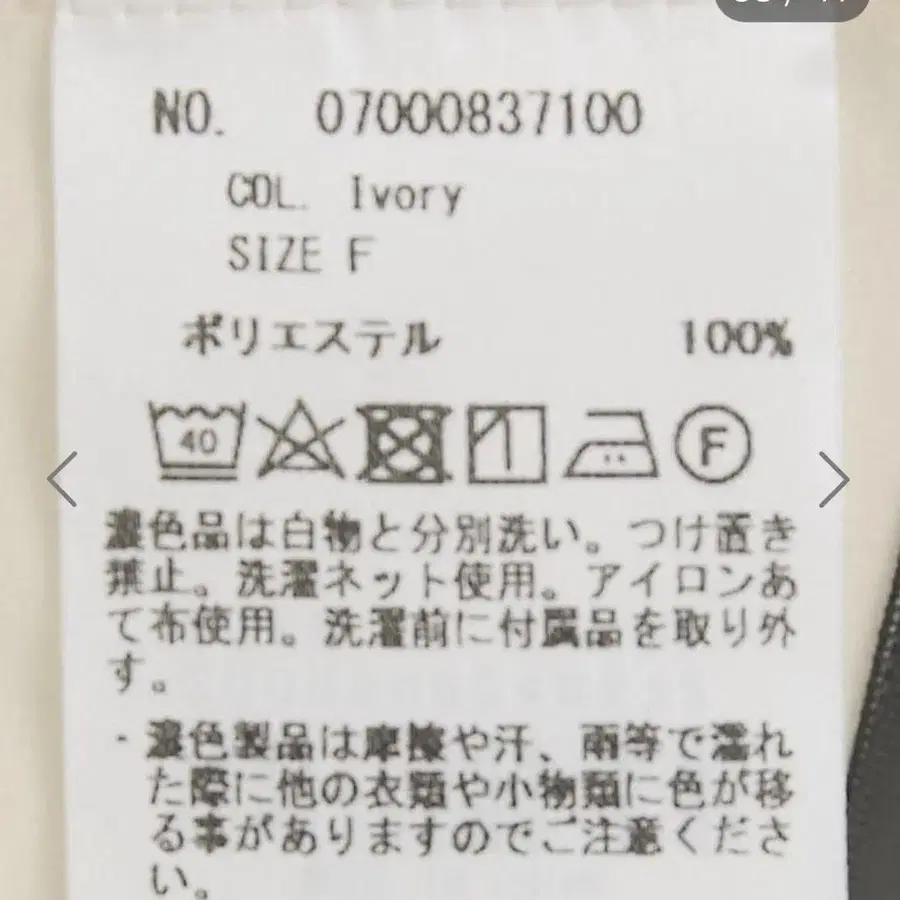 NO. 07000837100
COL. Ivory
SIZE F
ポリエステル 100%
40 F
濃色品は白物と分別洗い。つけ置き
禁止。洗濯ネット使用。アイロンあ
て布使用。洗濯前に付属品を取り外
す。
・濃色製品は摩擦や汗、雨等で濡れ
た際に他の衣類や小物類に色が移
る事がありますのでご注意くださ
い。